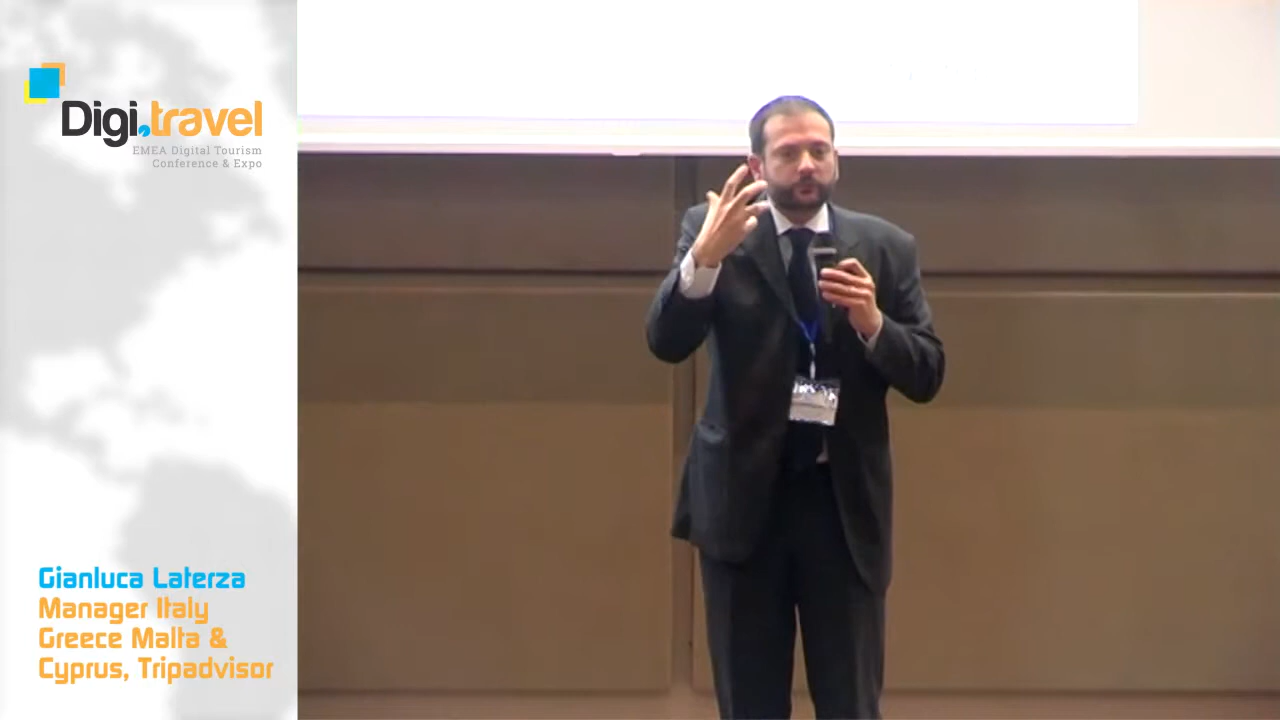 Digi.travel
EMEA Digital Tourism
Conference & Expo
Gianluca Laterza
Manager Italy
Greece Malta &
Cyprus, Tripadvisor